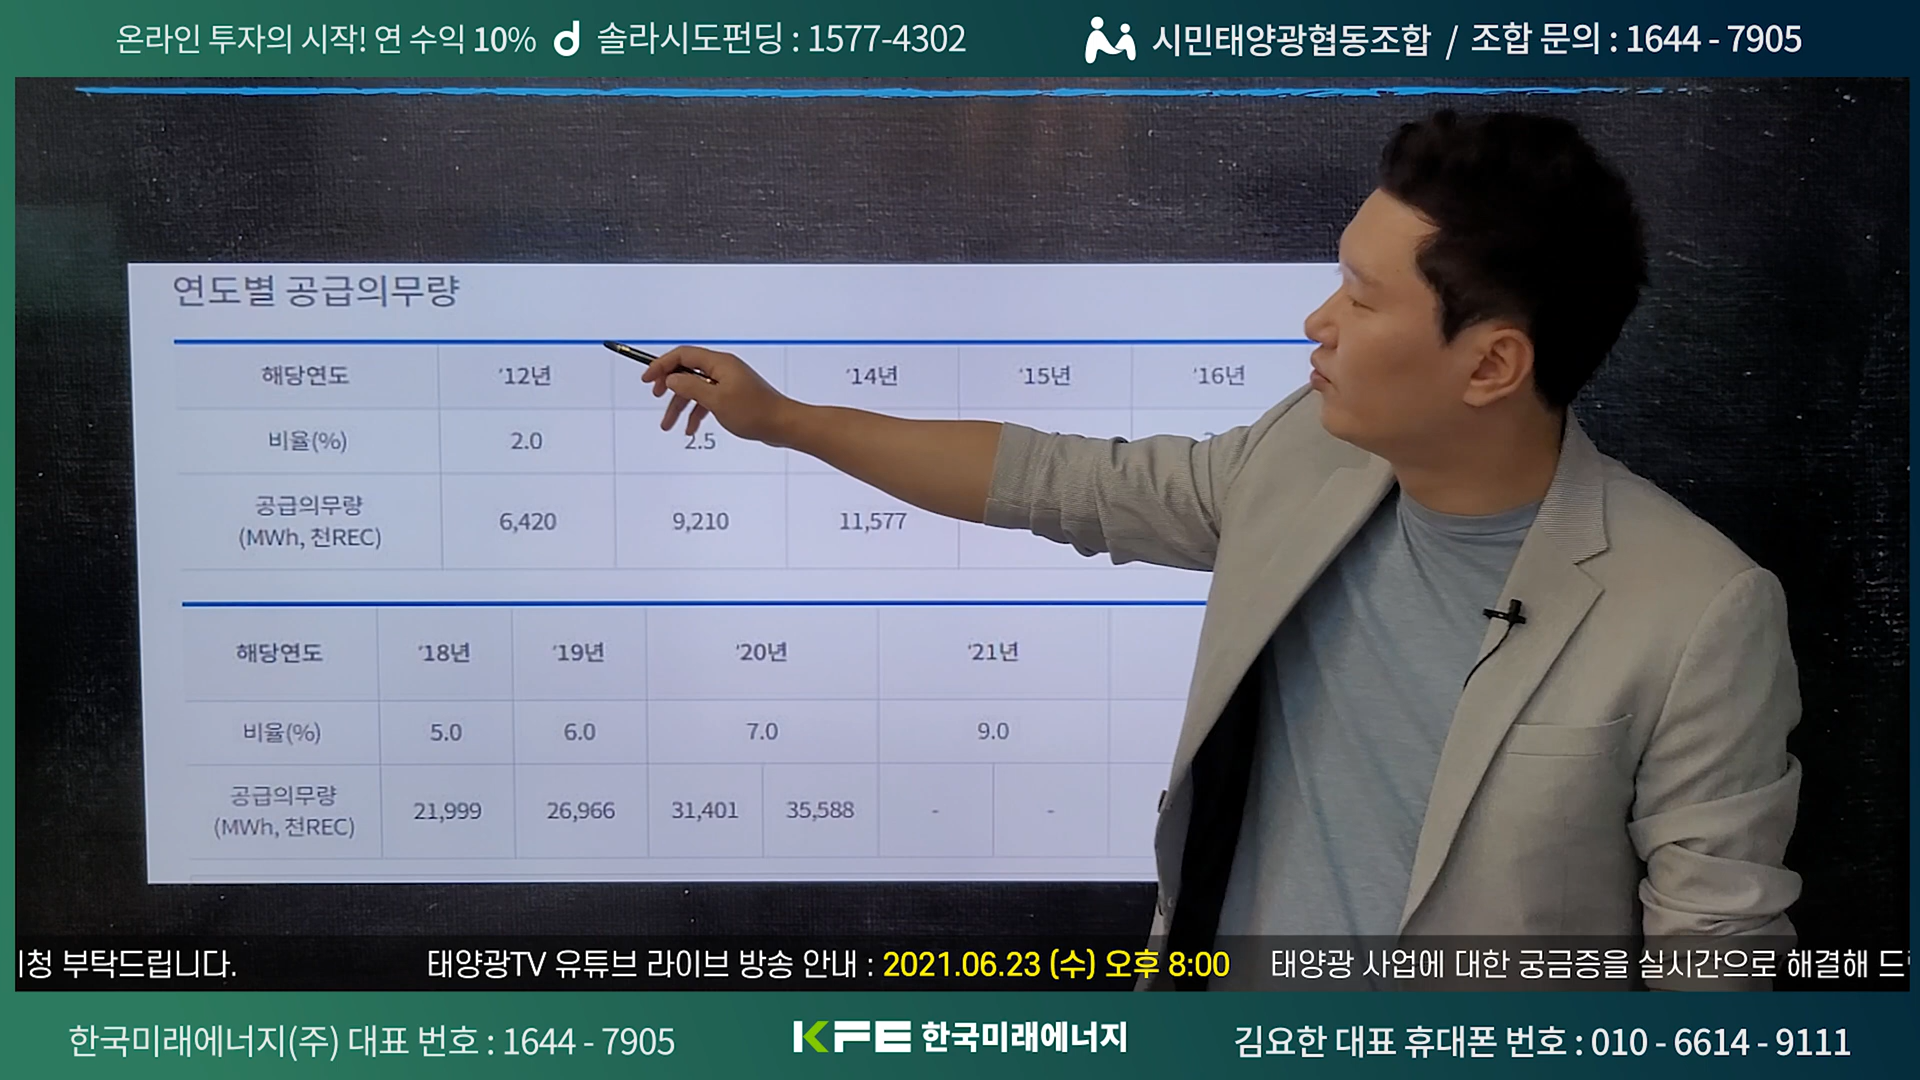 온라인 투자의 시작! 연 수익 10% 솔라시도펀딩 : 1577-4302
시민태양광협동조합 / 조합 문의 : 1644 - 7905
연도별 공급의무량
해당연도 '12년 '14년 '15년 '16년
비율(%) 2.0 2.5
공급의무량 (MWh, 천REC) 6,420 9,210 11,577
해당연도 '18년 '19년 '20년 '21년
비율(%) 5.0 6.0 7.0 9.0
공급의무량 (MWh, 천REC) 21,999 26,966 31,401 35,588 - -
청 부탁드립니다. 태양광TV 유튜브 라이브 방송 안내 : 2021.06.23 (수) 오후 8:00 태양광 사업에 대한 궁금증을 실시간으로 해결해
한국미래에너지(주) 대표 번호 : 1644 - 7905
KFE 한국미래에너지
김요한 대표 휴대폰 번호 : 010 - 6614 - 9111